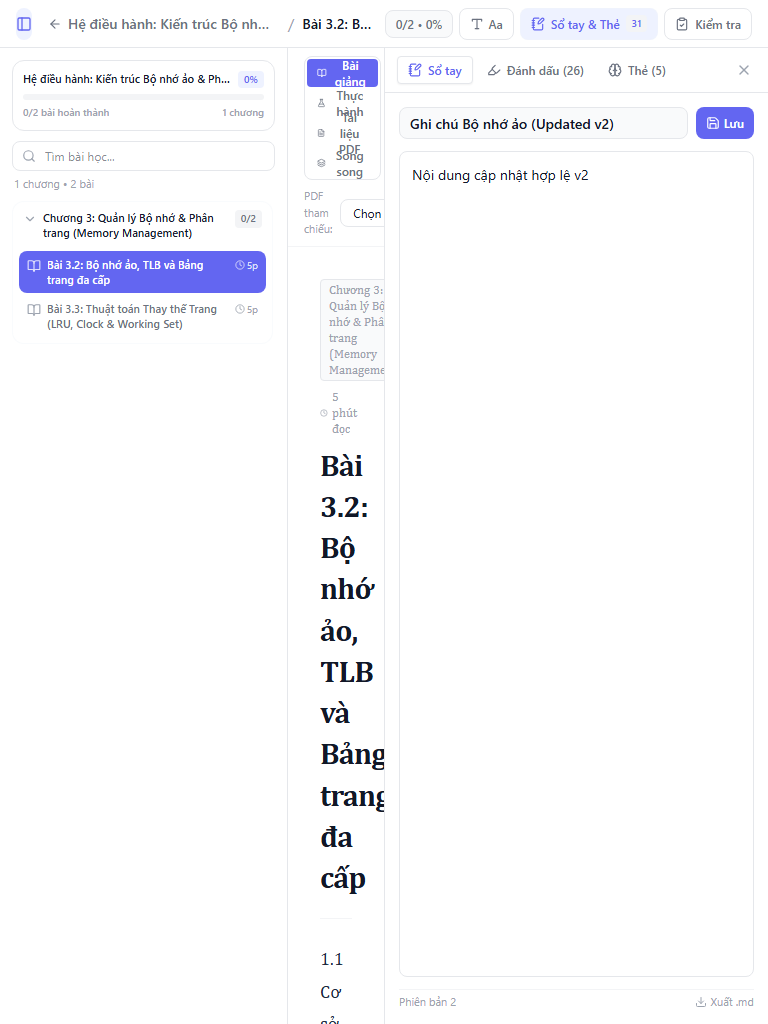 Hệ điều hành: Kiến trúc Bộ nh...
/
Bài 3.2: B...
0/2 • 0%
Aa
Sổ tay & Thẻ 31
Kiểm tra
Hệ điều hành: Kiến trúc Bộ nhớ ảo & Ph...
0%
0/2 bài hoàn thành
1 chương
Tìm bài học...
1 chương • 2 bài
Chương 3: Quản lý Bộ nhớ & Phân
trang (Memory Management)
0/2
Bài 3.2: Bộ nhớ ảo, TLB và Bảng
trang đa cấp
5p
Bài 3.3: Thuật toán Thay thế Trang
(LRU, Clock & Working Set)
5p
Bài
giảng
Thực
hành
Tài
liệu
PDF
Song
song
PDF
tham
chiếu:
Chọn
Chương 3:
Quản lý Bộ
nhớ & Phâ
trang
(Memory
Manageme
5
phút
đọc
Bài
3.2:
Bộ
nhớ
ảo,
TLB
và
Bảng
trang
đa
cấp
1.1
Cơ
sở
Sổ tay
Đánh dấu (26)
Thẻ (5)
Ghi chú Bộ nhớ ảo (Updated v2)
Lưu
Nội dung cập nhật hợp lệ v2
Phiên bản 2
Xuất .md